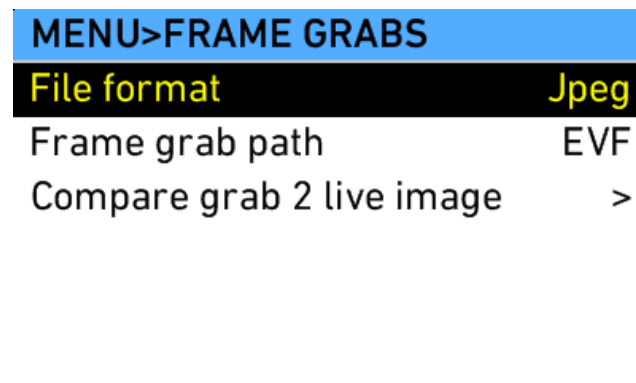 MENU>FRAME GRABS
File format Jpeg
Frame grab path EVF
Compare grab 2 live image >